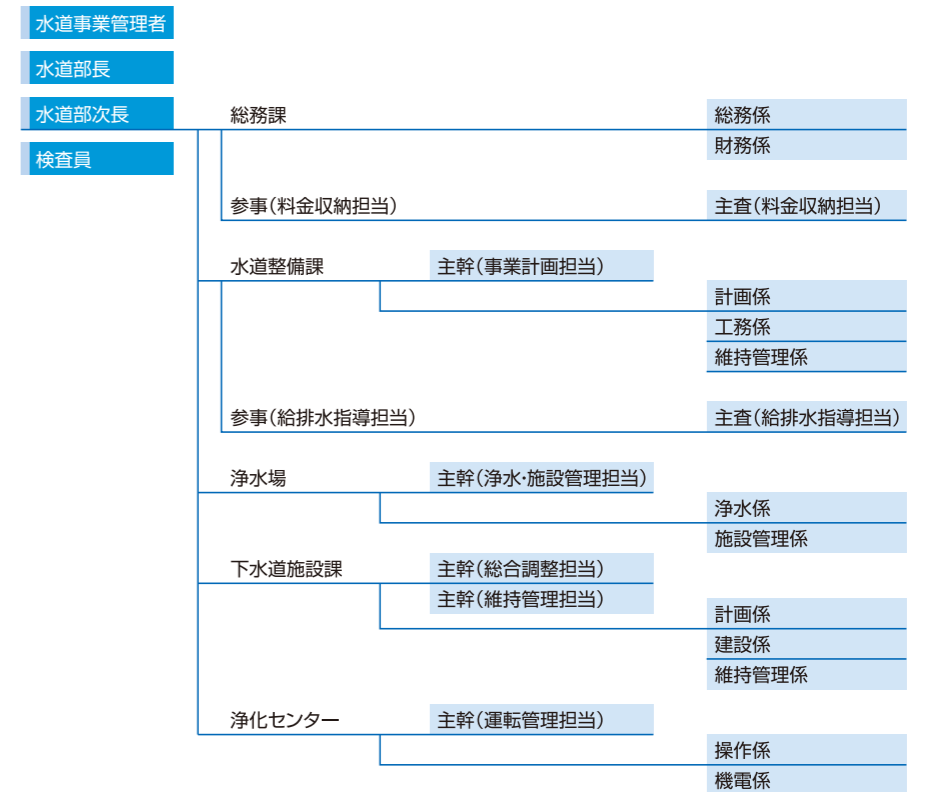 水道事業管理者
水道部長
水道部次長
総務課
総務係
財務係
検査員
参事(料金収納担当)
主査(料金収納担当)
水道整備課
主幹(事業計画担当)
計画係
工務係
維持管理係
参事(給排水指導担当)
主査(給排水指導担当)
浄水場
主幹(浄水・施設管理担当)
浄水係
施設管理係
下水道施設課
主幹(総合調整担当)
主幹(維持管理担当)
計画係
建設係
維持管理係
浄化センター
主幹(運転管理担当)
操作係
機電係